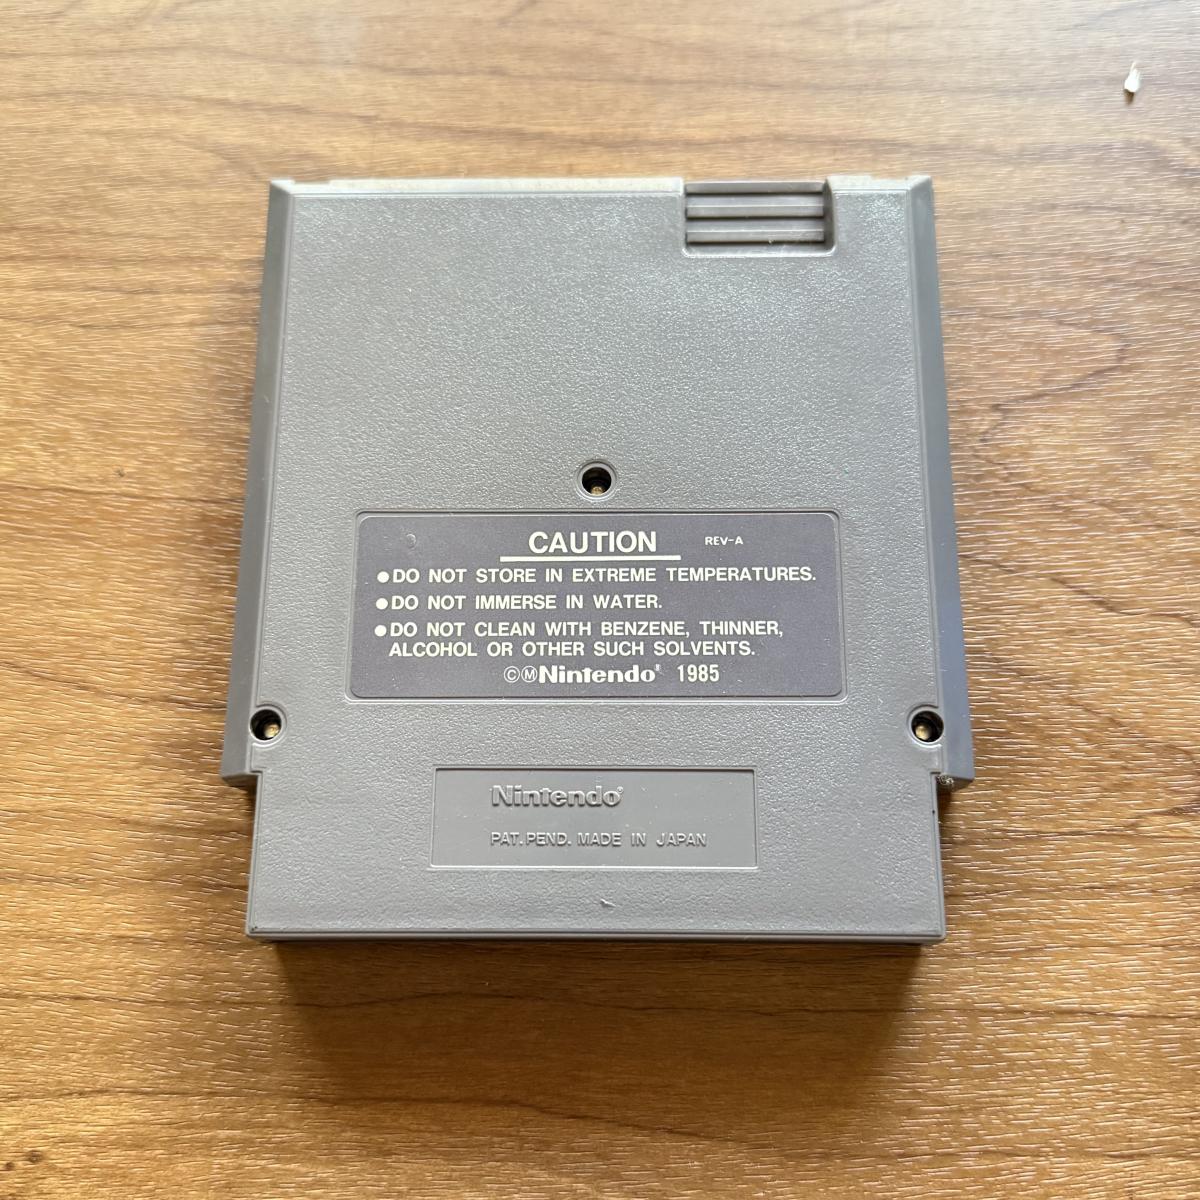 CAUTION REV-A
●DO NOT STORE IN EXTREME TEMPERATURES.
●DO NOT IMMERSE IN WATER.
●DO NOT CLEAN WITH BENZENE, THINNER,
ALCOHOL OR OTHER SUCH SOLVENTS.
©ⓂNintendo® 1985
Nintendo®
PAT. PEND. MADE IN JAPAN